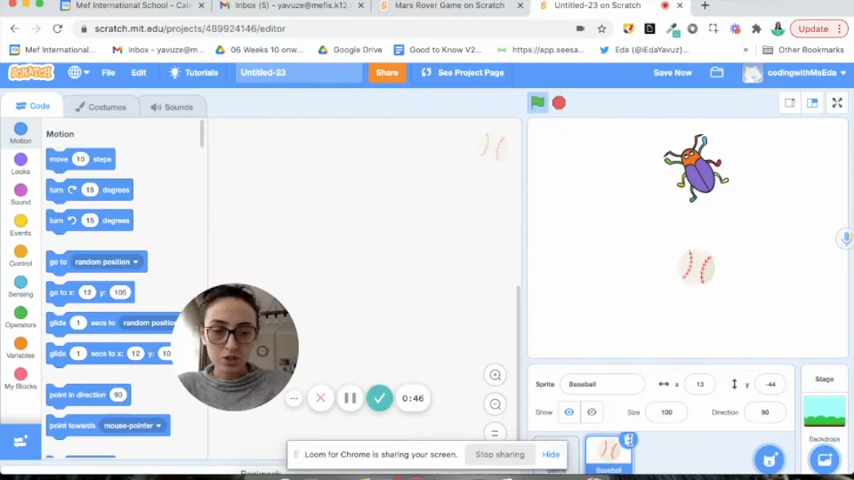 Mef International School - Cale
Inbox (5) - yavuze@mefis.k12
Mars Rover Game on Scratch
Untitled-23 on Scratch
scratch.mit.edu/projects/489924146/editor
Update
Mef International...
Inbox - yavuze@m...
06 Weeks 10 onw...
Google Drive
Good to Know V2...
https://app.seesa...
Eda (@EdaYavuz)...
Other Bookmarks
SCRATCH
File
Edit
Tutorials
Untitled-23
Share
See Project Page
Save Now
codingwithMsEda
Code
Costumes
Sounds
Motion
Motion
move 10 steps
Looks
turn 15 degrees
Sound
turn 15 degrees
Events
Control
go to random position
Sensing
go to x: 12 y: 105
Operators
glide 1 secs to random position
Variables
glide 1 secs to x: 12 y: 10
My Blocks
point in direction 90
point towards mouse-pointer
0:46
Sprite
Baseball
x 13
y -44
Stage
Show
Size 100
Direction 90
Backdrops
Baseball
Loom for Chrome is sharing your screen.
Stop sharing
Hide